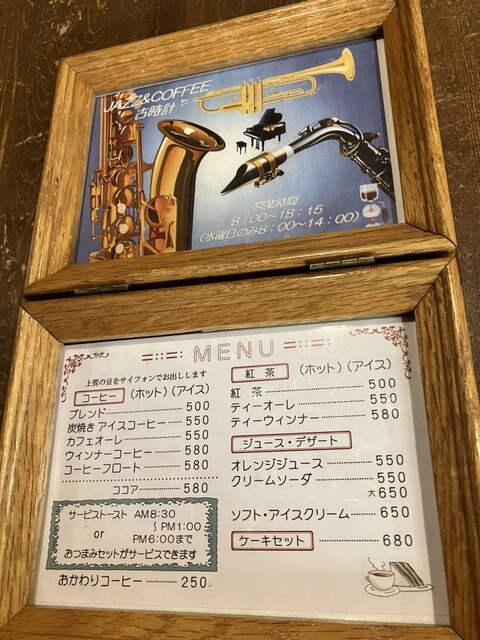 JAZZ&COFFEE
古時計
営業時間
8：00〜18：15
（水曜日のみ8：00〜14：00）
MENU
上質の豆をサイフォンでお出しします
コーヒー （ホット）（アイス）
ブレンド 500
炭焼きアイスコーヒー 550
カフェオーレ 550
ウィンナーコーヒー 580
コーヒーフロート 580
ココア 580
サービストースト AM8:30
〜PM1:00
or PM6:00まで
おつまみセットがサービスできます
おかわりコーヒー 250
紅茶 （ホット）（アイス）
紅茶 500
ティーオーレ 550
ティーウィンナー 580
ジュース・デザート
オレンジジュース 550
クリームソーダ 550
大650
ソフト・アイスクリーム 650
ケーキセット 680